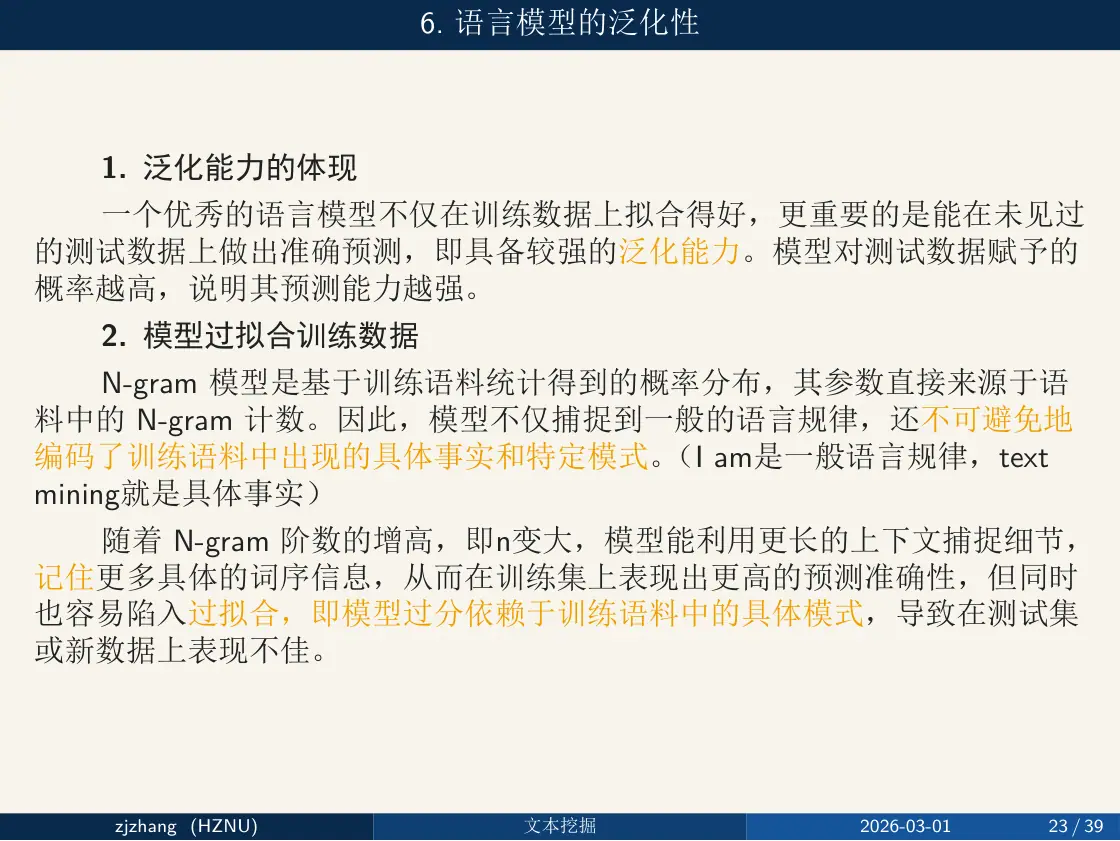 6. 语言模型的泛化性
1. 泛化能力的体现
一个优秀的语言模型不仅在训练数据上拟合得好，更重要的是能在未见过
的测试数据上做出准确预测，即具备较强的泛化能力。模型对测试数据赋予的
概率越高，说明其预测能力越强。
2. 模型过拟合训练数据
N-gram 模型是基于训练语料统计得到的概率分布，其参数直接来源于语
料中的 N-gram 计数。因此，模型不仅捕捉到一般的语言规律，还不可避免地
编码了训练语料中出现的具体事实和特定模式。（I am是一般语言规律，text
mining就是具体事实）
随着 N-gram 阶数的增高，即n变大，模型能利用更长的上下文捕捉细节，
记住更多具体的词序信息，从而在训练集上表现出更高的预测准确性，但同时
也容易陷入过拟合，即模型过分依赖于训练语料中的具体模式，导致在测试集
或新数据上表现不佳。
zjzhang (HZNU)
文本挖掘
2026-03-01
23 / 39